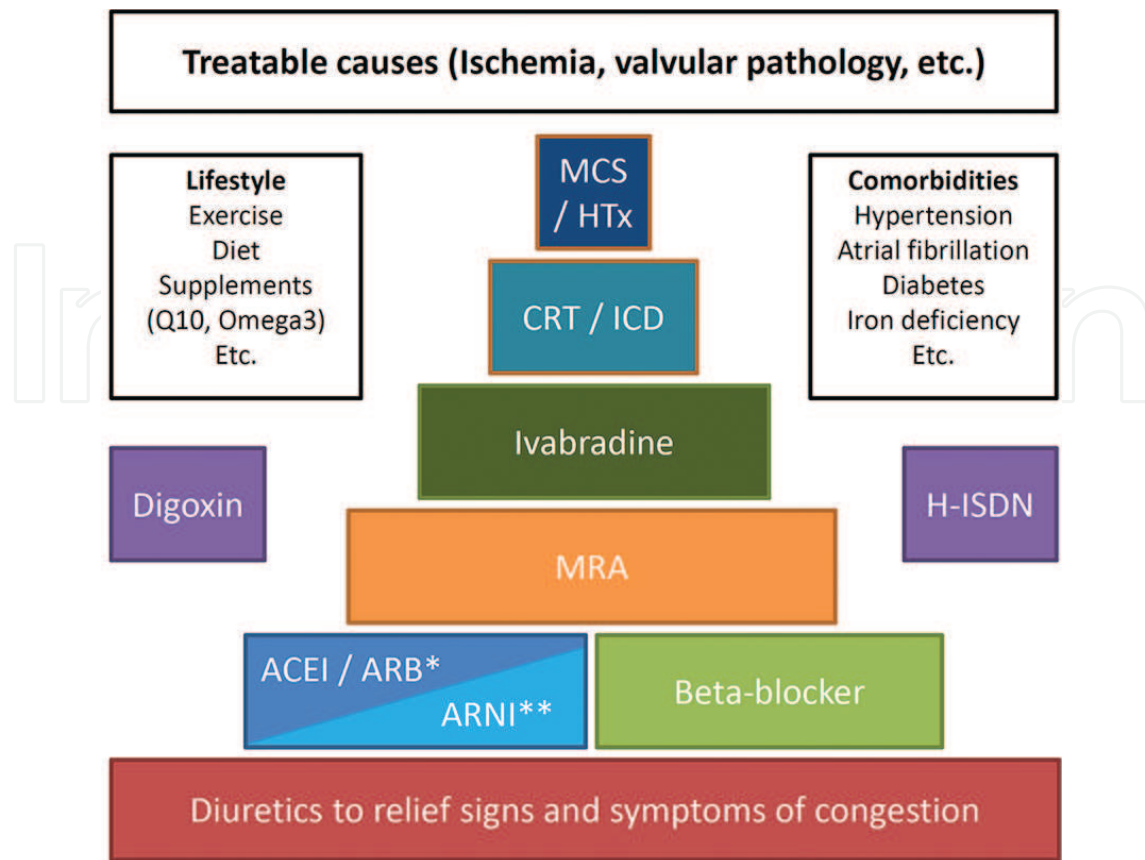 Treatable causes (Ischemia, valvular pathology, etc.)
MCS
/ HTx
Lifestyle
Exercise
Diet
Supplements
(Q10, Omega3)
Etc.
Comorbidities
Hypertension
Atrial fibrillation
Diabetes
Iron deficiency
Etc.
CRT / ICD
Ivabradine
Digoxin
H-ISDN
MRA
ACEI / ARB*
ARNI**
Beta-blocker
Diuretics to relief signs and symptoms of congestion